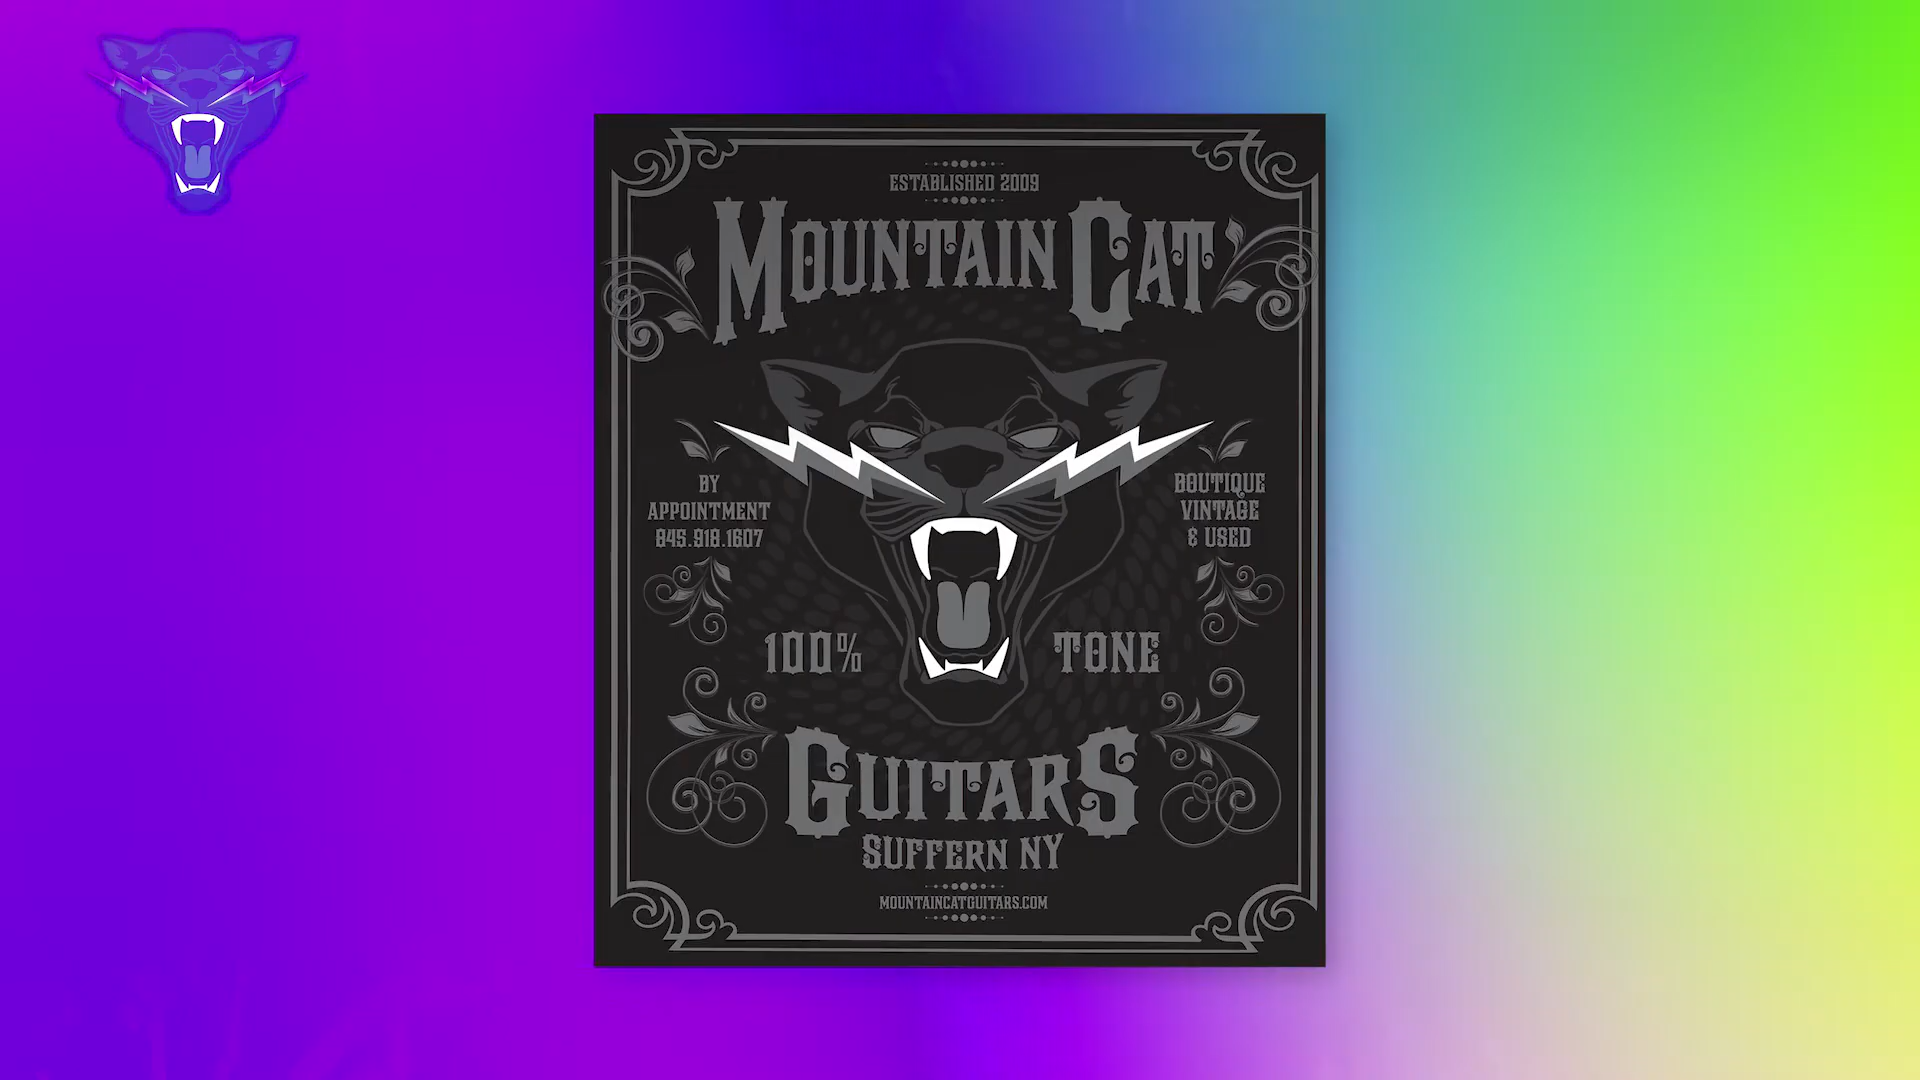 ESTABLISHED 2009
MOUNTAIN CAT
BY
APPOINTMENT
845.918.1607
BOUTIQUE
VINTAGE
& USED
100% TONE
GUITARS
SUFFERN NY
MOUNTAINCATGUITARS.COM